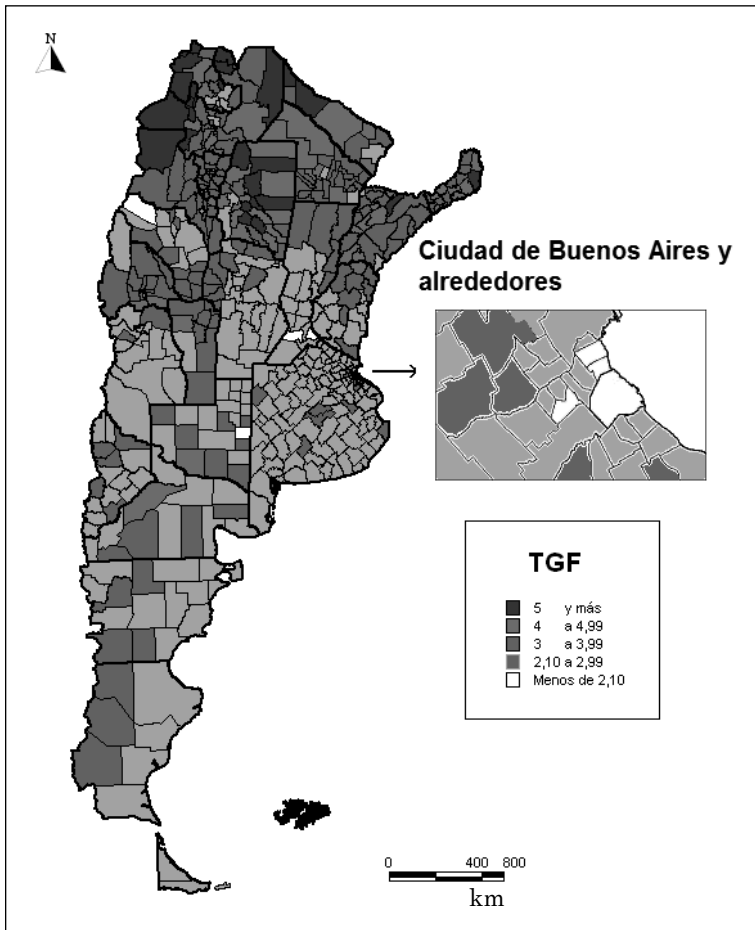 N
Ciudad de Buenos Aires y
alrededores
TGF
5 y más
4 a 4,99
3 a 3,99
2,10 a 2,99
Menos de 2,10
0 400 800
km